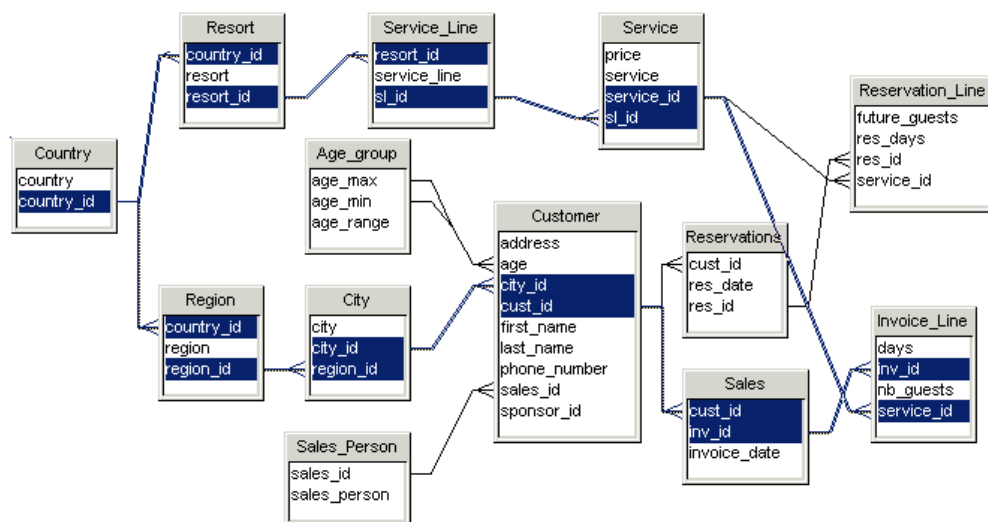 Resort
country_id
resort
resort_id
Service_Line
resort_id
service_line
sl_id
Service
price
service
service_id
sl_id
Reservation_Line
future_guests
res_days
res_id
service_id
Country
country
country_id
Age_group
age_max
age_min
age_range
Customer
address
age
city_id
cust_id
first_name
last_name
phone_number
sales_id
sponsor_id
Reservations
cust_id
res_date
res_id
Region
country_id
region
region_id
City
city
city_id
region_id
Invoice_Line
days
inv_id
nb_guests
service_id
Sales
cust_id
inv_id
invoice_date
Sales_Person
sales_id
sales_person